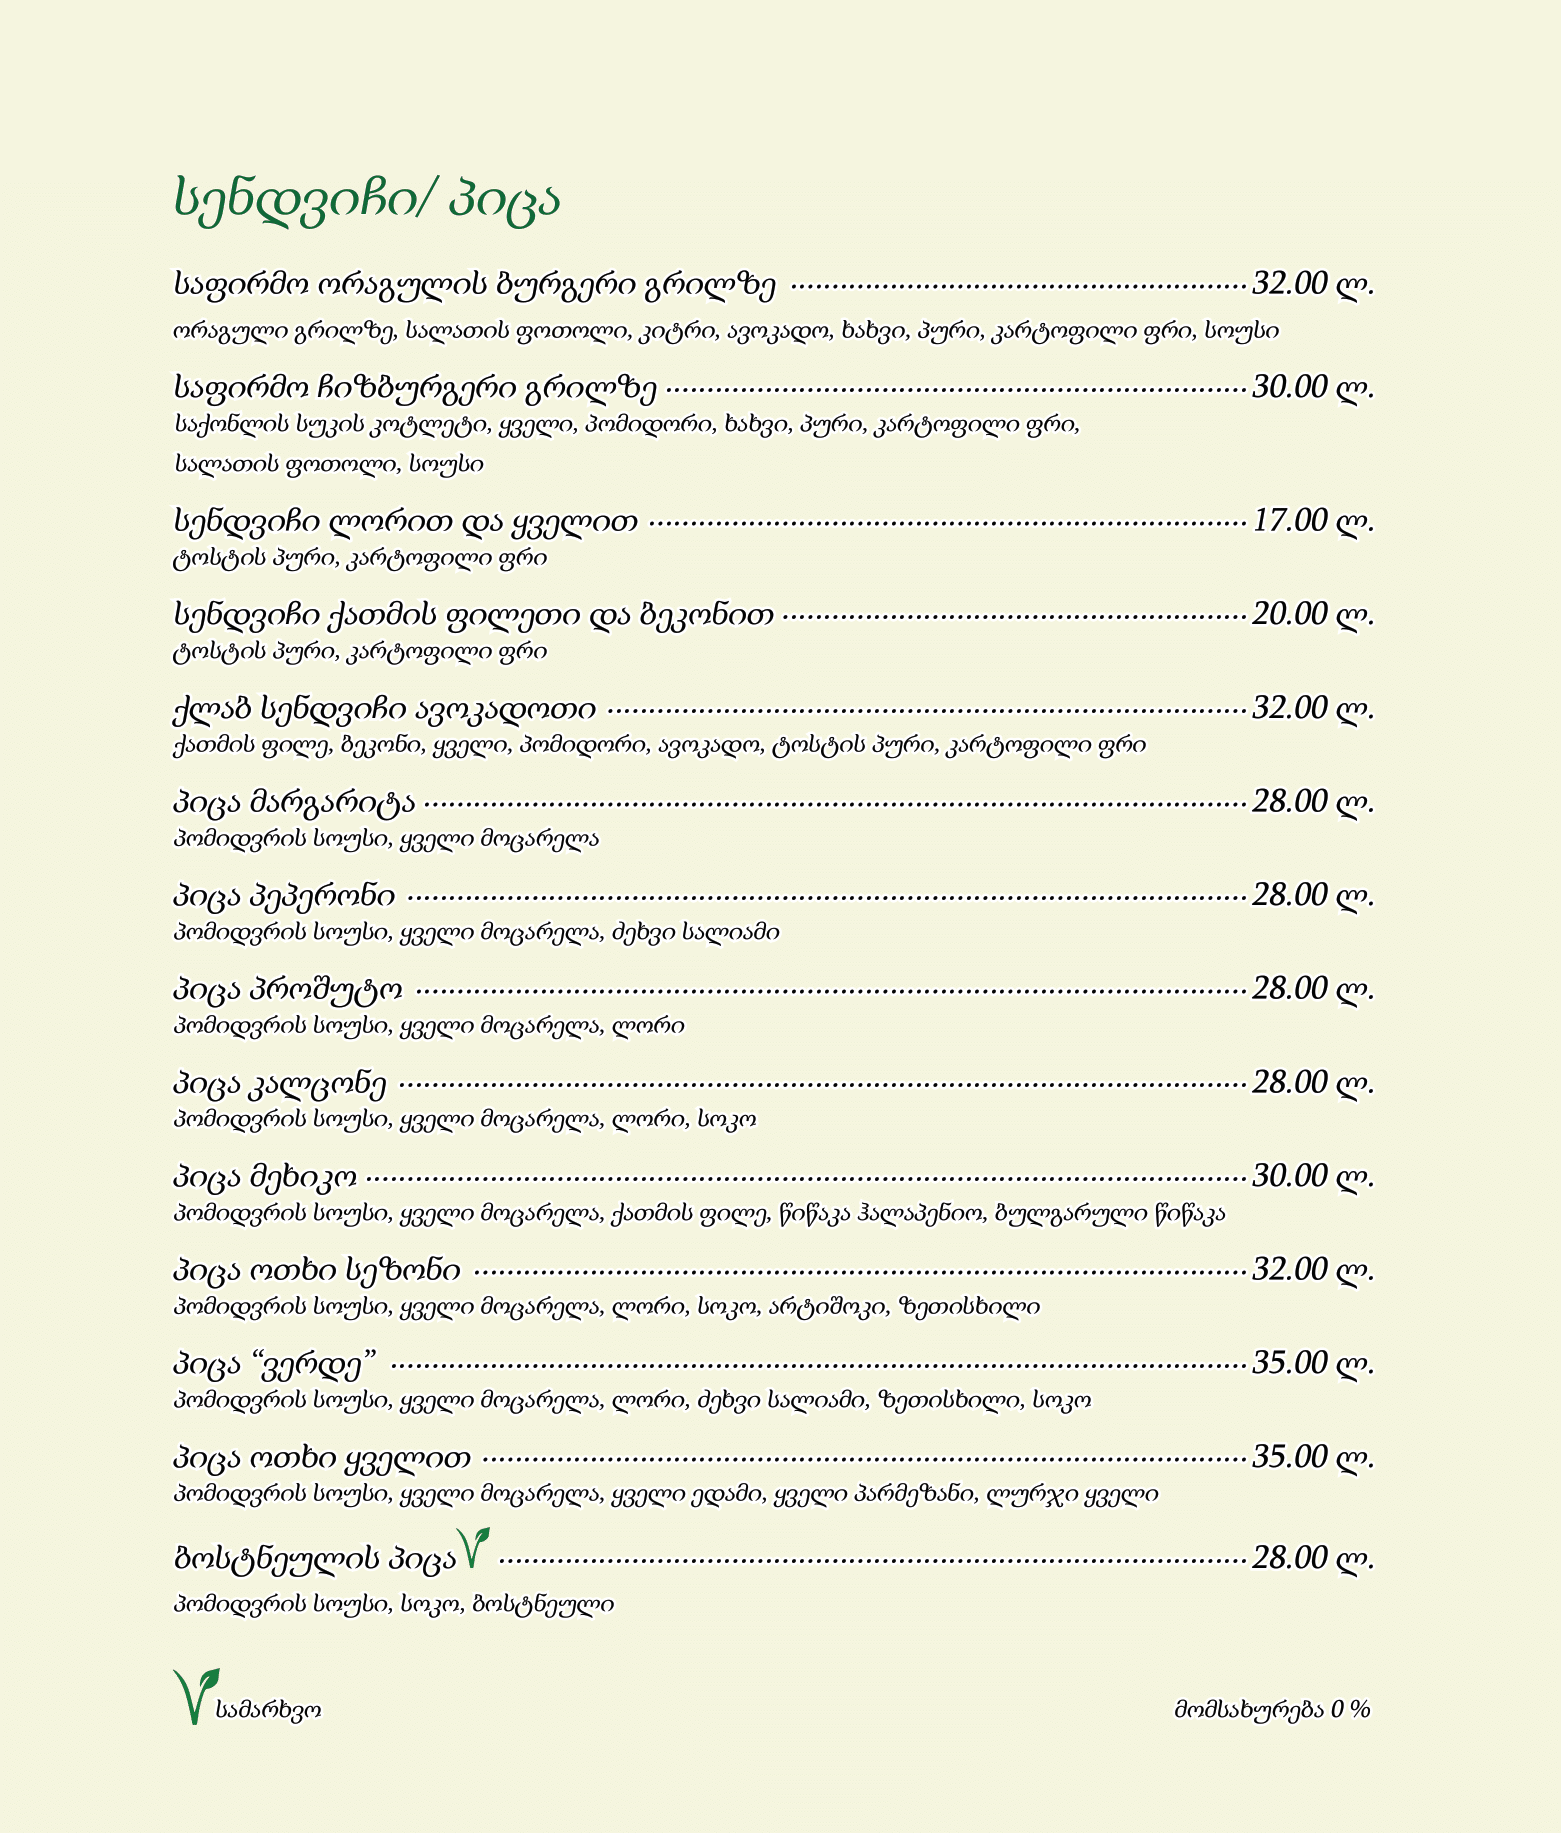 სენდვიჩი/ პიცა
საფირმო ორაგულის ბურგერი გრილზე 32.00 ლ.
ორაგული გრილზე, სალათის ფოთოლი, კიტრი, ავოკადო, ხახვი, პური, კარტოფილი ფრი, სოუსი
საფირმო ჩიზბურგერი გრილზე 30.00 ლ.
საქონლის სუკის კოტლეტი, ყველი, პომიდორი, ხახვი, პური, კარტოფილი ფრი,
სალათის ფოთოლი, სოუსი
სენდვიჩი ლორით და ყველით 17.00 ლ.
ტოსტის პური, კარტოფილი ფრი
სენდვიჩი ქათმის ფილეთი და ბეკონით 20.00 ლ.
ტოსტის პური, კარტოფილი ფრი
ქლაბ სენდვიჩი ავოკადოთი 32.00 ლ.
ქათმის ფილე, ბეკონი, ყველი, პომიდორი, ავოკადო, ტოსტის პური, კარტოფილი ფრი
პიცა მარგარიტა 28.00 ლ.
პომიდვრის სოუსი, ყველი მოცარელა
პიცა პეპერონი 28.00 ლ.
პომიდვრის სოუსი, ყველი მოცარელა, ძეხვი სალიამი
პიცა პროშუტო 28.00 ლ.
პომიდვრის სოუსი, ყველი მოცარელა, ლორი
პიცა კალცონე 28.00 ლ.
პომიდვრის სოუსი, ყველი მოცარელა, ლორი, სოკო
პიცა მეხიკო 30.00 ლ.
პომიდვრის სოუსი, ყველი მოცარელა, ქათმის ფილე, წიწაკა ჰალაპენიო, ბულგარული წიწაკა
პიცა ოთხი სეზონი 32.00 ლ.
პომიდვრის სოუსი, ყველი მოცარელა, ლორი, სოკო, არტიშოკი, ზეთისხილი
პიცა “ვერდე” 35.00 ლ.
პომიდვრის სოუსი, ყველი მოცარელა, ლორი, ძეხვი სალიამი, ზეთისხილი, სოკო
პიცა ოთხი ყველით 35.00 ლ.
პომიდვრის სოუსი, ყველი მოცარელა, ყველი ედამი, ყველი პარმეზანი, ლურჯი ყველი
ბოსტნეულის პიცა 28.00 ლ.
პომიდვრის სოუსი, სოკო, ბოსტნეული
სამარხვო მომსახურება 0 %